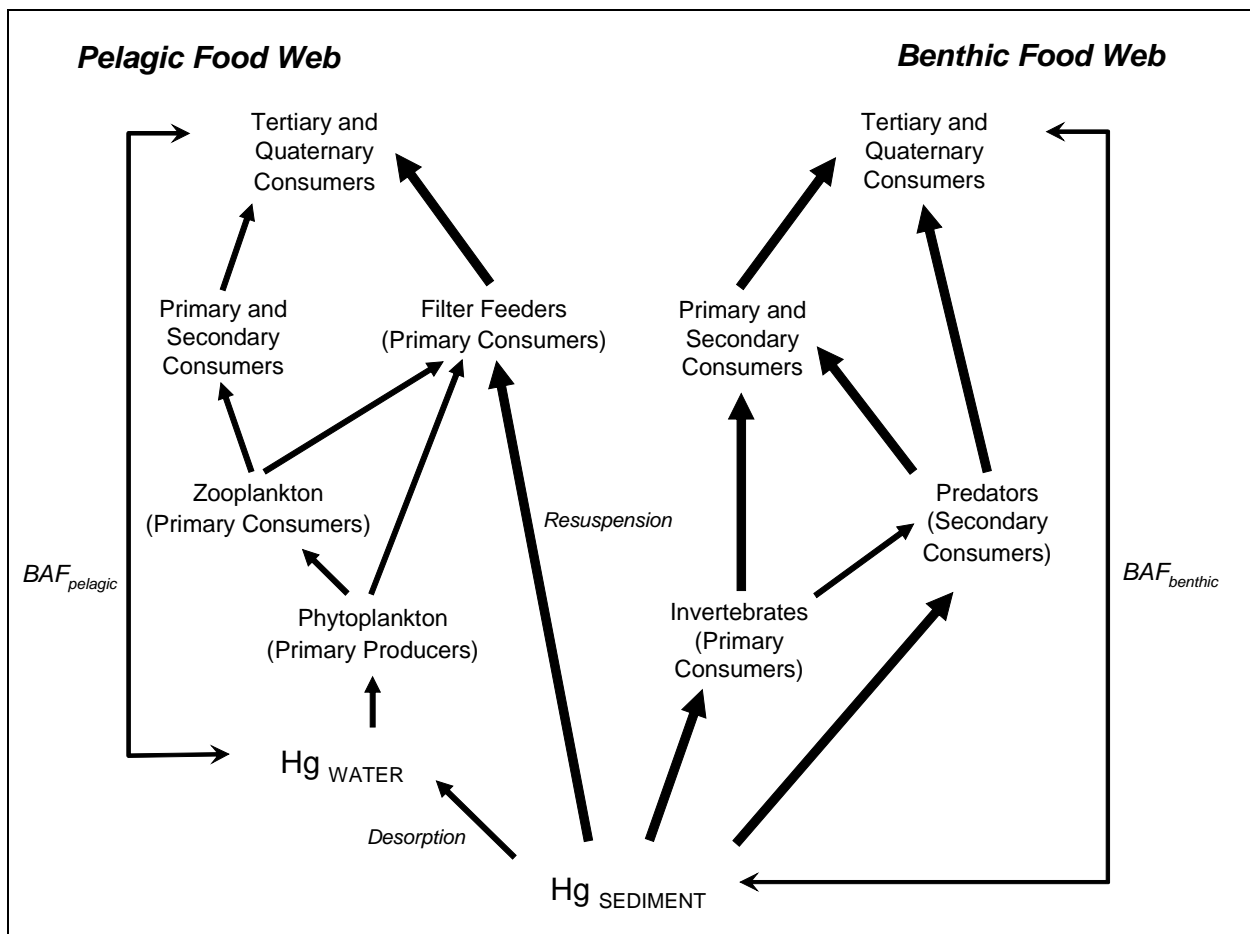 Pelagic Food Web
Benthic Food Web
Tertiary and
Quaternary
Consumers
Tertiary and
Quaternary
Consumers
Primary and
Secondary
Consumers
Filter Feeders
(Primary Consumers)
Primary and
Secondary
Consumers
Zooplankton
(Primary Consumers)
Resuspension
Predators
(Secondary
Consumers)
BAFpelagic
BAFbenthic
Phytoplankton
(Primary Producers)
Invertebrates
(Primary
Consumers)
Hg WATER
Desorption
Hg SEDIMENT